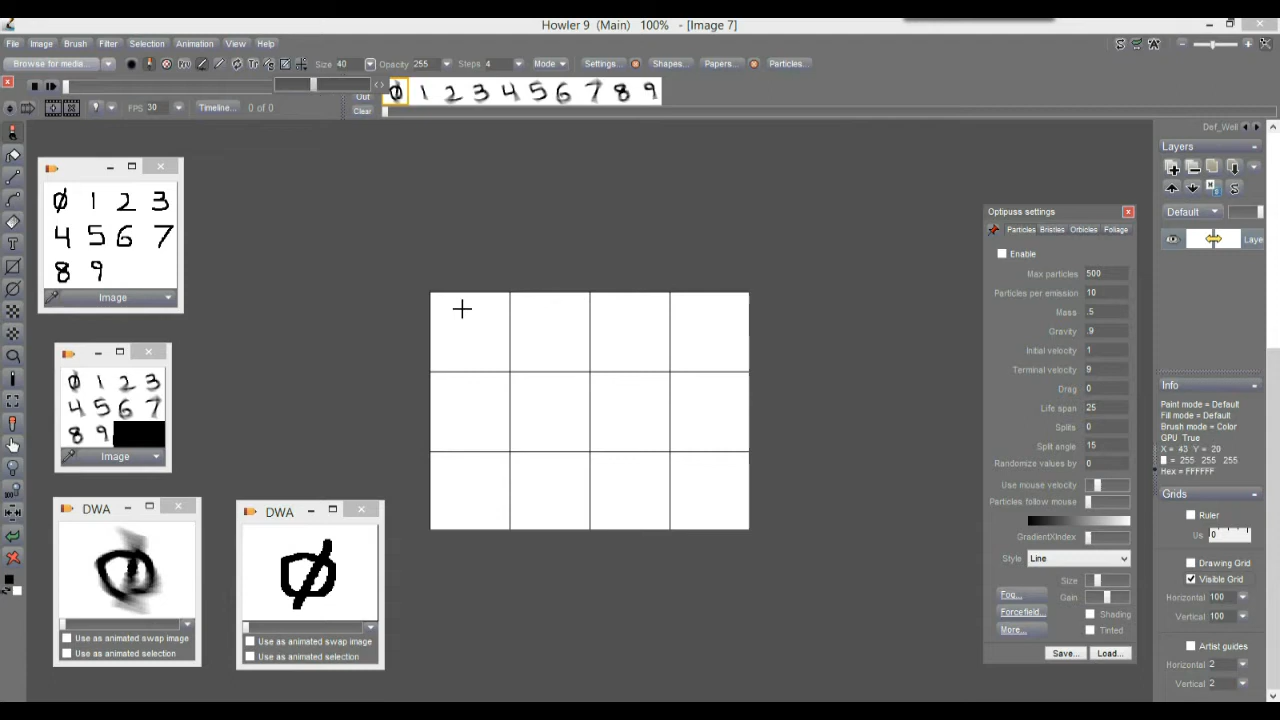 Howler 9 (Main) 100% - [Image 7]
File Image Brush Filter Selection Animation View Help
Browse for media... Size 40 Opacity 255 Steps 4 Mode Settings... Shapes... Papers... Particles...
0 1 2 3 4 5 6 7 8 9
Out
FPS 30 Timeline... 0 of 0 Clear
Def_Well
Layers
Default
Laye
0 1 2 3
4 5 6 7
8 9
Image
0 1 2 3
4 5 6 7
8 9
Image
DWA
0
Use as animated swap image
Use as animated selection
DWA
0
Use as animated swap image
Use as animated selection
Optipuss settings
Particles Bristles Orbicles Foliage
Enable
Max particles 500
Particles per emission 10
Mass .5
Gravity .9
Initial velocity 1
Terminal velocity 9
Drag 0
Life span 25
Splits 0
Split angle 15
Randomize values by 0
Use mouse velocity
Particles follow mouse
GradientXIndex
Style Line
Size
Fog... Gain
Forcefield... Shading
More... Tinted
Save... Load...
Info
Paint mode = Default
Fill mode = Default
Brush mode = Color
GPU True
X = 43 Y = 20
= 255 255 255
Hex = FFFFFF
Grids
Ruler
Us 0
Drawing Grid
Visible Grid
Horizontal 100
Vertical 100
Artist guides
Horizontal 2
Vertical 2